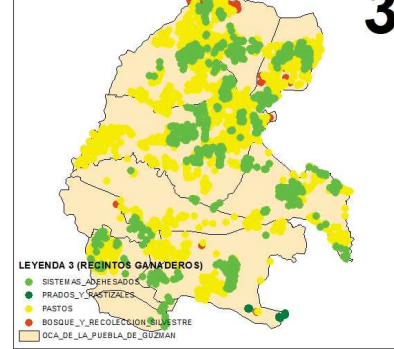 3
LEYENDA 3 (RECINTOS GANADEROS)
SISTEMAS_ADEHESADOS
PRADOS_Y_PASTIZALES
PASTOS
BOSQUE_Y_RECOLECCION_SILVESTRE
OCA_DE_LA_PUEBLA_DE_GUZMAN